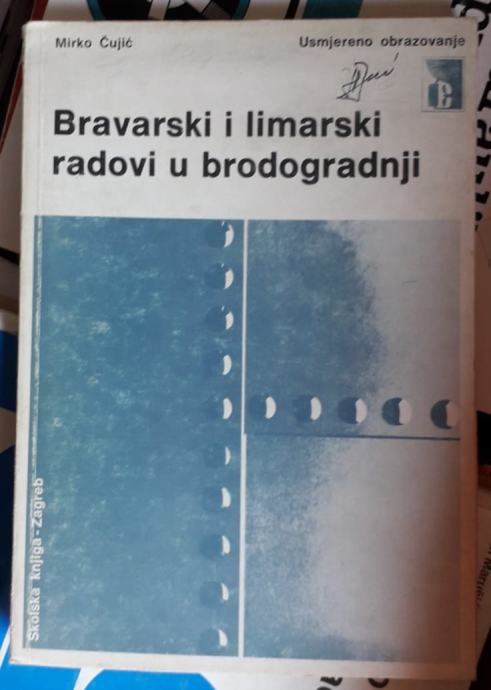 Mirko Čujić
Usmjereno obrazovanje
Bravarski i limarski
radovi u brodogradnji
Školska knjiga - Zagreb